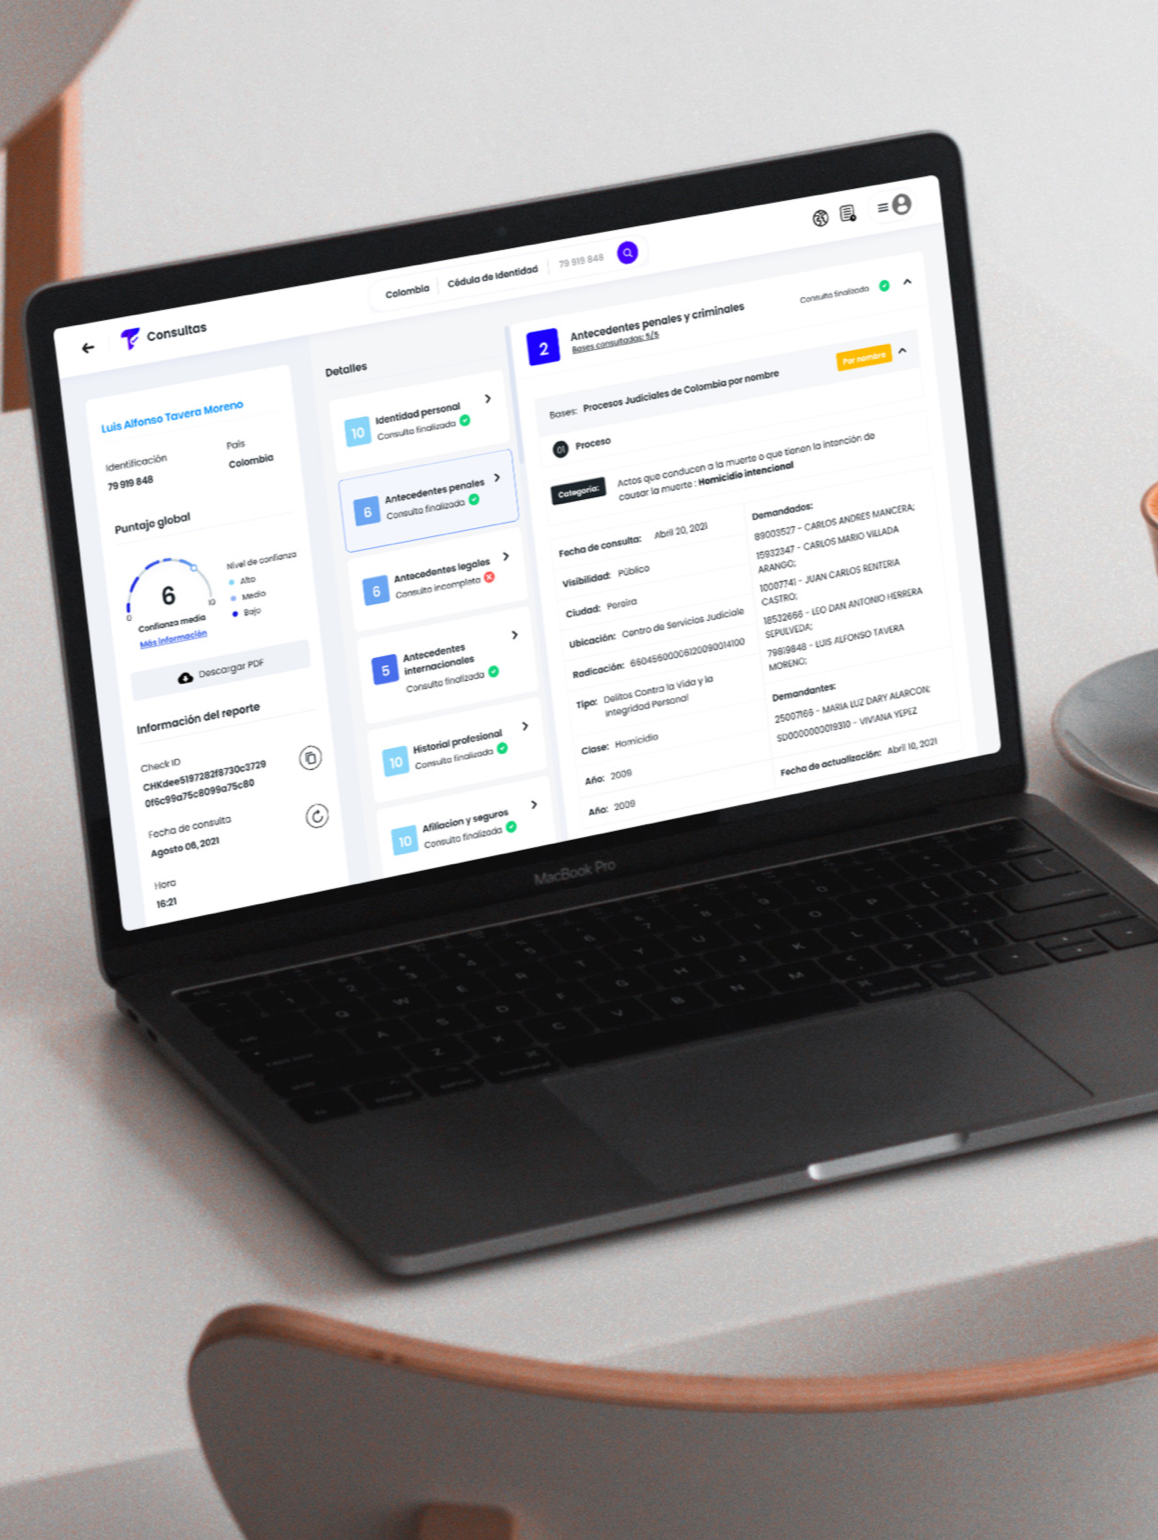 Consultas
Colombia
Cédula de Identidad
79 919 848
Luis Alfonso Tavera Moreno
Identificación
79 919 848
País
Colombia
Puntaje global
6
0
10
Confianza media
Más información
Nivel de confianza
Alto
Medio
Bajo
Descargar PDF
Información del reporte
Check ID
CHKdee5197282f8730c3729
0f6c99a75c8099a75c80
Fecha de consulta
Agosto 06, 2021
Hora
16:21
Detalles
10
Identidad personal
Consulta finalizada
6
Antecedentes penales
Consulta finalizada
6
Antecedentes legales
Consulta incompleta
5
Antecedentes
internacionales
Consulta finalizada
10
Historial profesional
Consulta finalizada
10
Afiliacion y seguros
Consulta finalizada
2
Antecedentes penales y criminales
Bases consultadas: 5/5
Consulta finalizada
Bases: Procesos Judiciales de Colombia por nombre
Por nombre
01
Proceso
Categoría:
Actos que conducen a la muerte o que tienen la intención de
causar la muerte : Homicidio intencional
Fecha de consulta: Abril 20, 2021
Visibilidad: Público
Ciudad: Pereira
Ubicación: Centro de Servicios Judiciale
Radicación: 66045600006120090014100
Tipo: Delitos Contra la Vida y la
integridad Personal
Clase: Homicidio
Año: 2009
Año: 2009
Demandados:
89003527 - CARLOS ANDRES MANCERA;
15932347 - CARLOS MARIO VILLADA
ARANGO;
10007741 - JUAN CARLOS RENTERIA
CASTRO;
18532666 - LEO DAN ANTONIO HERRERA
SEPULVEDA;
79819848 - LUIS ALFONSO TAVERA
MORENO;
Demandantes:
25007166 - MARIA LUZ DARY ALARCON;
SD0000000019310 - VIVIANA YEPEZ
Fecha de actualización: Abril 10, 2021
MacBook Pro
Q W E R T Y U I O P
A S D F G H J K L
Z X C V B N M